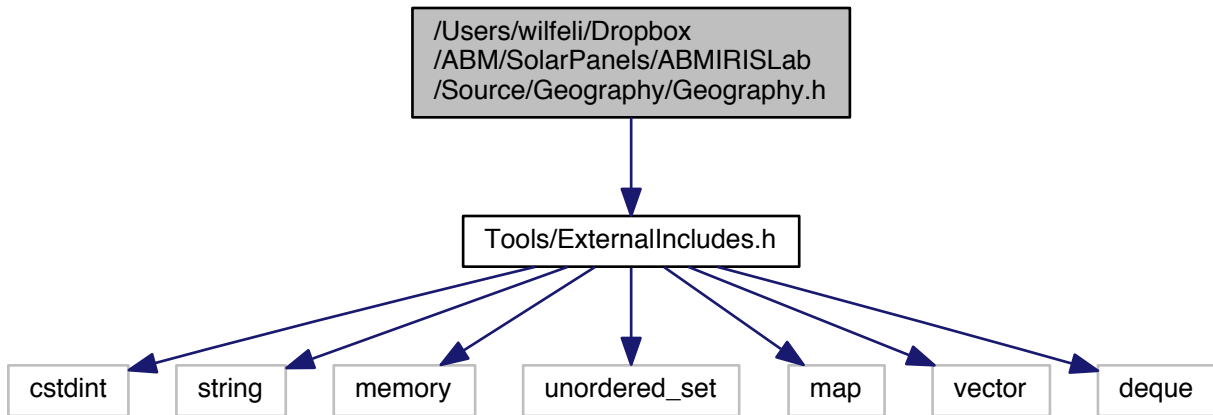 /Users/wilfeli/Dropbox
/ABM/SolarPanels/ABMIRISLab
/Source/Geography/Geography.h
Tools/ExternalIncludes.h
cstdint
string
memory
unordered_set
map
vector
deque